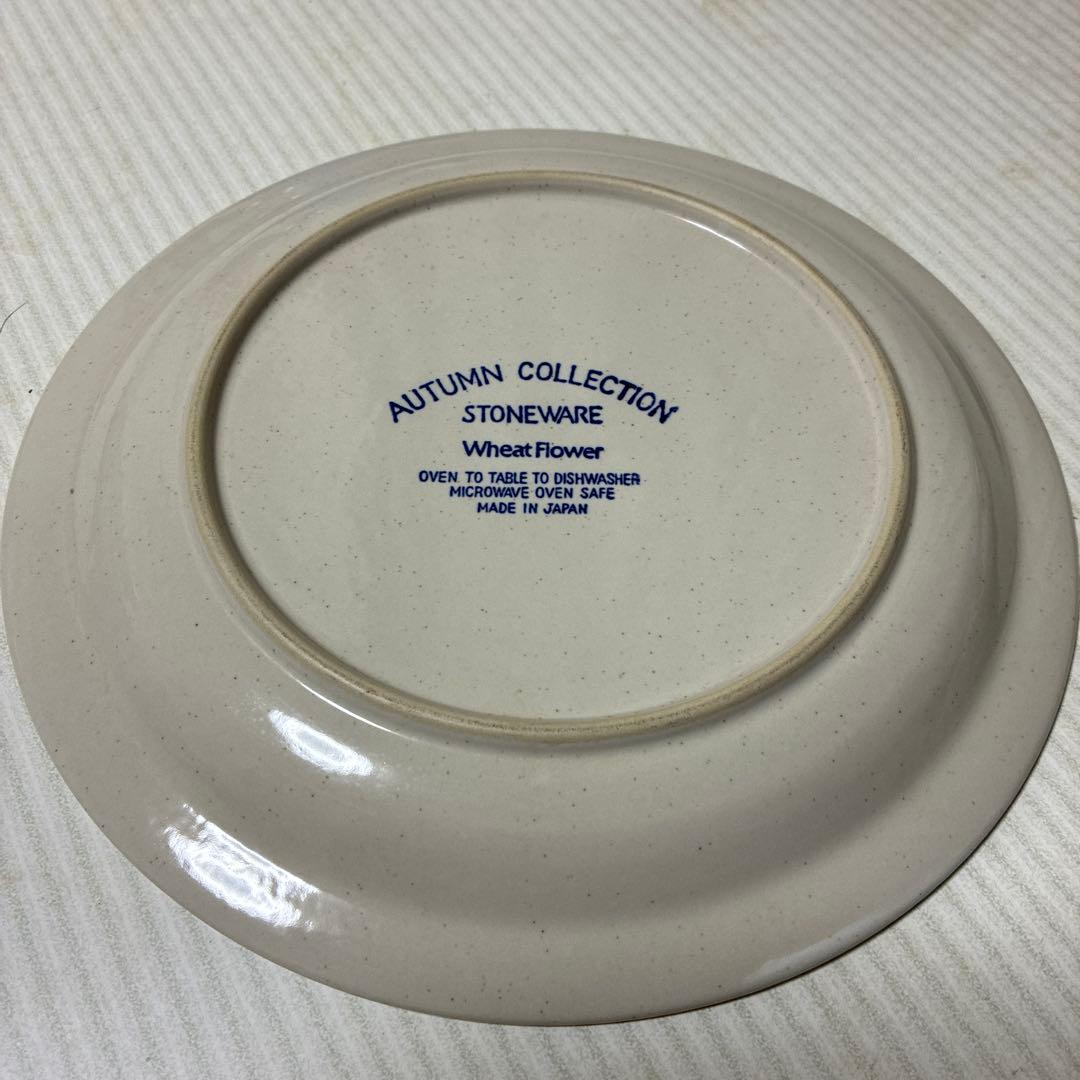 AUTUMN COLLECTION
STONEWARE
Wheat Flower
OVEN TO TABLE TO DISHWASHER
MICROWAVE OVEN SAFE
MADE IN JAPAN